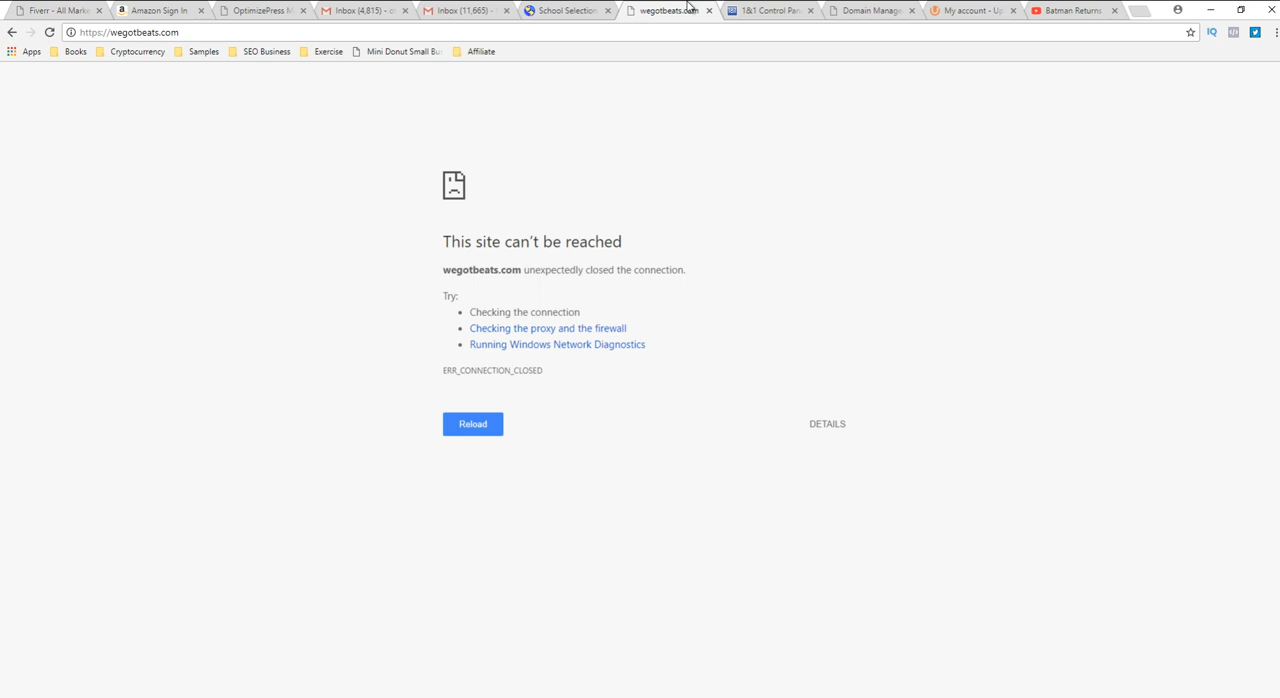 Fiverr - All Marke
Amazon Sign In
OptimizePress M
Inbox (4,815) - c
Inbox (11,665) -
School Selection
wegotbeats.com
1&1 Control Pan
Domain Manage
My account - Up
Batman Returns
https://wegotbeats.com
IQ
Apps
Books
Cryptocurrency
Samples
SEO Business
Exercise
Mini Donut Small Bu
Affiliate
This site can't be reached
wegotbeats.com unexpectedly closed the connection.
Try:
Checking the connection
Checking the proxy and the firewall
Running Windows Network Diagnostics
ERR_CONNECTION_CLOSED
Reload
DETAILS